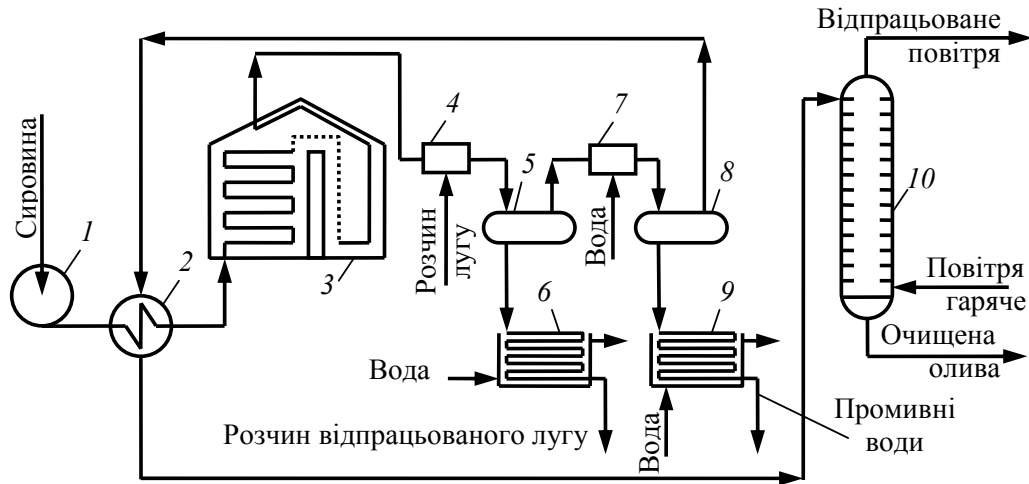 Відпрацьоване
повітря
4
7
Сировина
5
8
10
1
2
3
Розчин
лугу
Вода
Повітря
гаряче
6
9
Очищена
олива
Вода
Розчин відпрацьованого лугу
Вода
Промивні
води